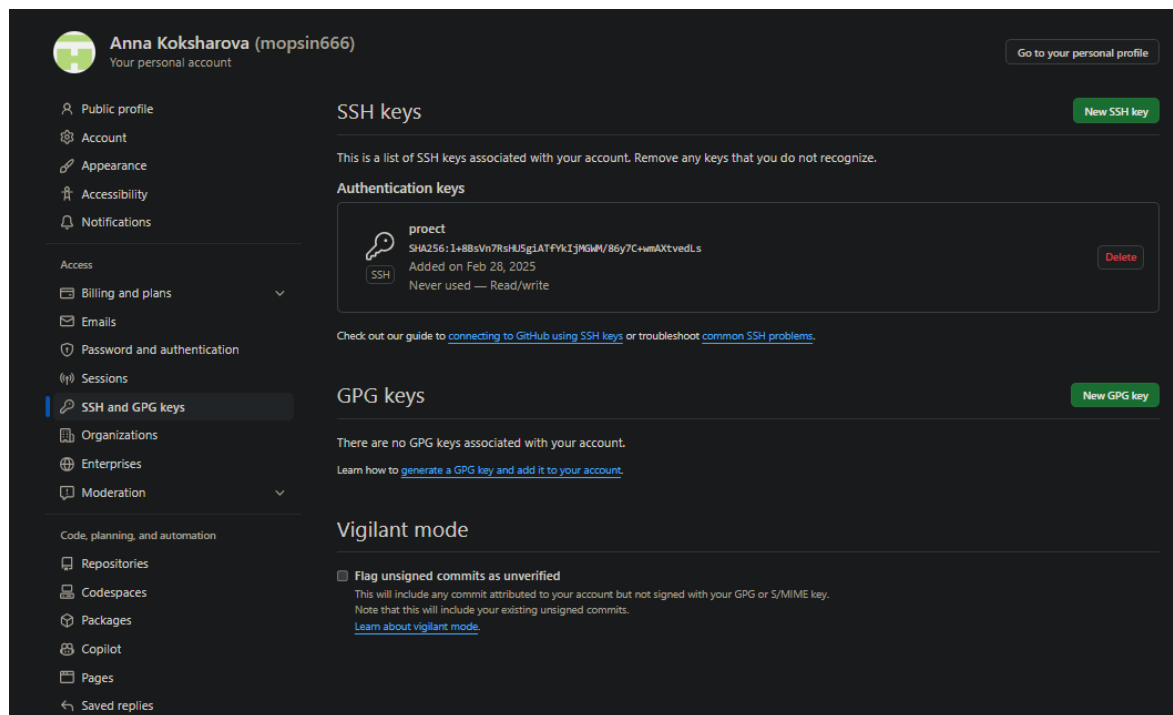 Anna Koksharova (mopsin666)
Your personal account
Go to your personal profile
Public profile
Account
Appearance
Accessibility
Notifications
Access
Billing and plans
Emails
Password and authentication
Sessions
SSH and GPG keys
Organizations
Enterprises
Moderation
Code, planning, and automation
Repositories
Codespaces
Packages
Copilot
Pages
Saved replies
SSH keys
New SSH key
This is a list of SSH keys associated with your account. Remove any keys that you do not recognize.
Authentication keys
proect
SHA256:l+8BsVn7RsHU5giATfYkIjMGWM/86y7C+wmAXtvedLs
Added on Feb 28, 2025
Never used — Read/write
SSH
Delete
Check out our guide to connecting to GitHub using SSH keys or troubleshoot common SSH problems.
GPG keys
New GPG key
There are no GPG keys associated with your account.
Learn how to generate a GPG key and add it to your account.
Vigilant mode
Flag unsigned commits as unverified
This will include any commit attributed to your account but not signed with your GPG or S/MIME key.
Note that this will include your existing unsigned commits.
Learn about vigilant mode.